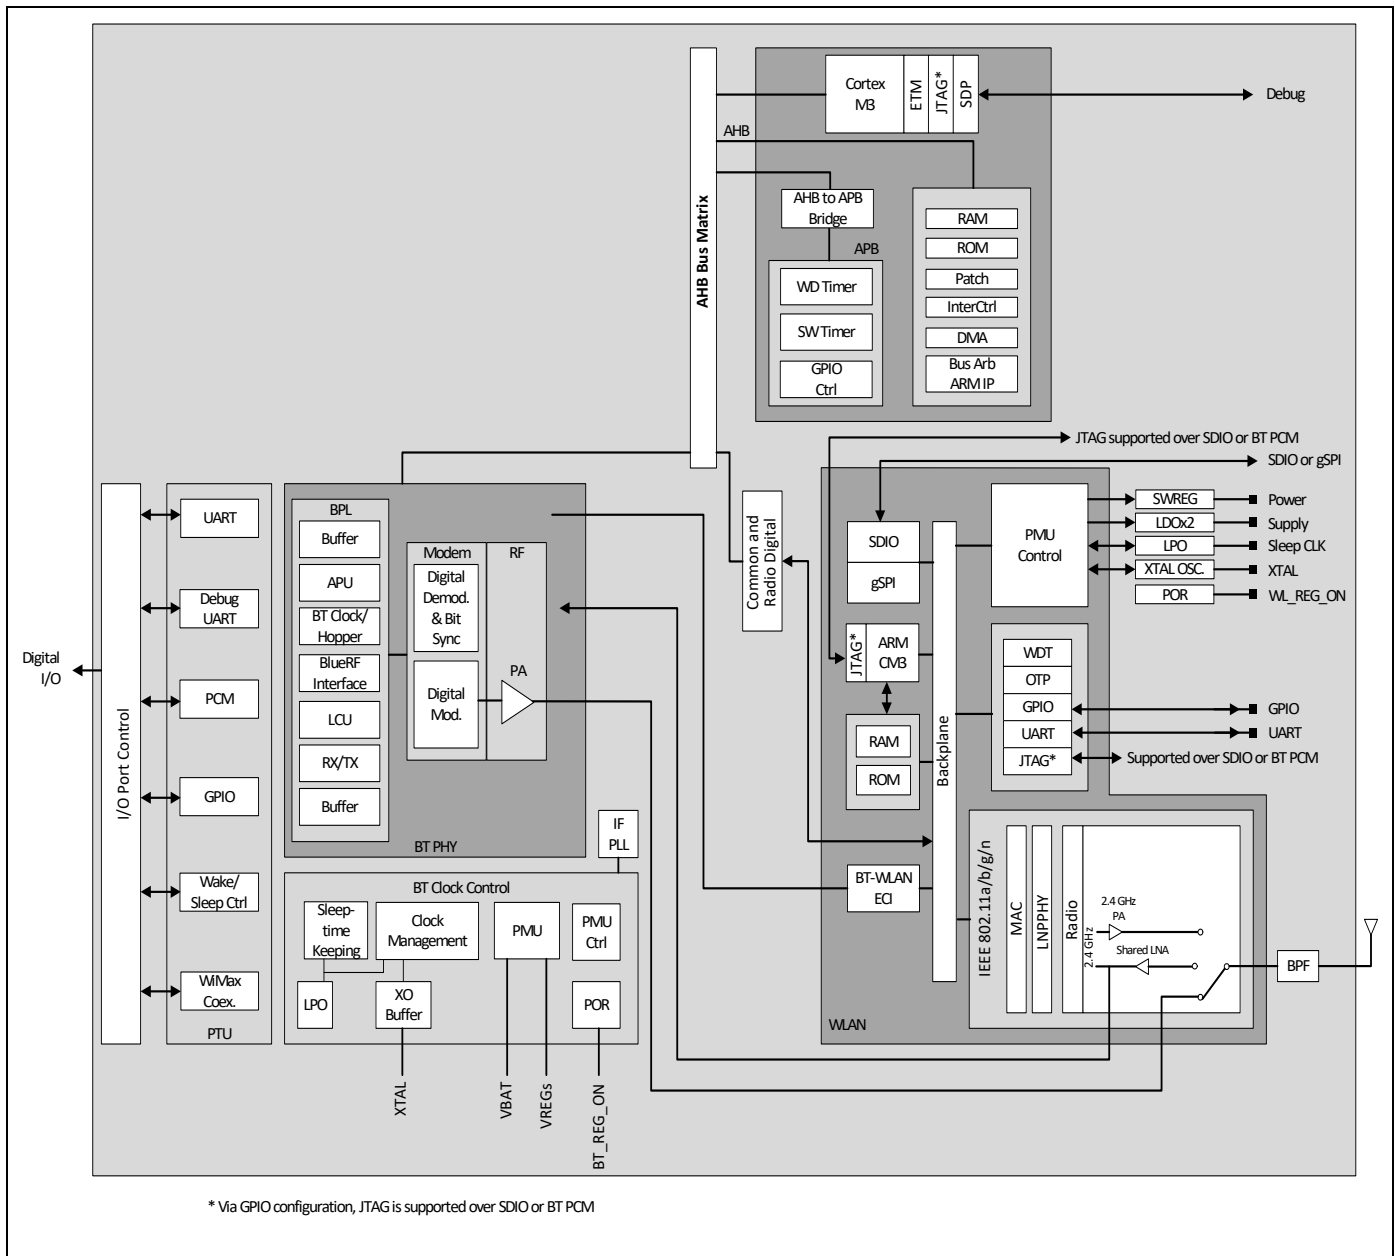 Cortex
M3
ETM
JTAG*
SDP
Debug
AHB
AHB Bus Matrix
AHB to APB
Bridge
APB
WD Timer
SW Timer
GPIO
Ctrl
RAM
ROM
Patch
InterCtrl
DMA
Bus Arb
ARM IP
JTAG supported over SDIO or BT PCM
SDIO or gSPI
I/O Port Control
Digital
I/O
UART
Debug
UART
PCM
GPIO
Wake/
Sleep Ctrl
WiMax
Coex.
PTU
BPL
Buffer
APU
BT Clock/
Hopper
BlueRF
Interface
LCU
RX/TX
Buffer
Modem
Digital
Demod.
& Bit
Sync
Digital
Mod.
RF
PA
BT PHY
Common and
Radio Digital
IF
PLL
BT Clock Control
Sleep-
time
Keeping
Clock
Management
PMU
PMU
Ctrl
LPO
XO
Buffer
POR
XTAL
VBAT
VREGs
BT_REG_ON
SDIO
gSPI
JTAG*
ARM
CM3
RAM
ROM
BT-WLAN
ECI
Backplane
PMU
Control
SWREG
Power
LDOx2
Supply
LPO
Sleep CLK
XTAL OSC.
XTAL
POR
WL_REG_ON
WDT
OTP
GPIO
UART
JTAG*
GPIO
UART
Supported over SDIO or BT PCM
IEEE 802.11a/b/g/n
MAC
LNPPHY
Radio
2.4 GHz
2.4 GHz
PA
Shared LNA
BPF
WLAN
* Via GPIO configuration, JTAG is supported over SDIO or BT PCM